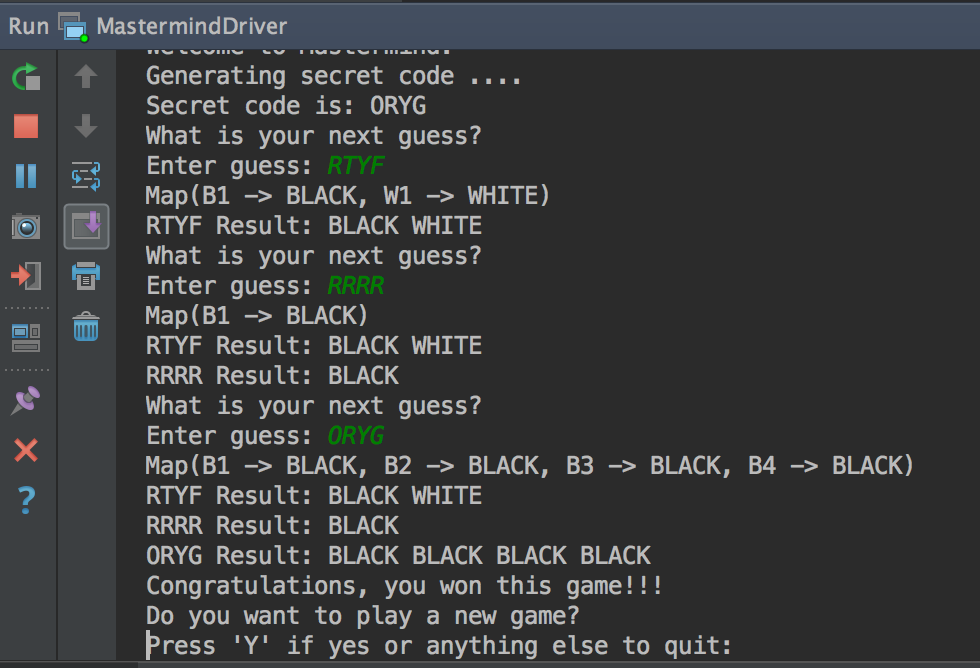 Run MastermindDriver
Generating secret code ....
Secret code is: ORYG
What is your next guess?
Enter guess: RTYF
Map(B1 -> BLACK, W1 -> WHITE)
RTYF Result: BLACK WHITE
What is your next guess?
Enter guess: RRRR
Map(B1 -> BLACK)
RTYF Result: BLACK WHITE
RRRR Result: BLACK
What is your next guess?
Enter guess: ORYG
Map(B1 -> BLACK, B2 -> BLACK, B3 -> BLACK, B4 -> BLACK)
RTYF Result: BLACK WHITE
RRRR Result: BLACK
ORYG Result: BLACK BLACK BLACK BLACK
Congratulations, you won this game!!!
Do you want to play a new game?
Press 'Y' if yes or anything else to quit: